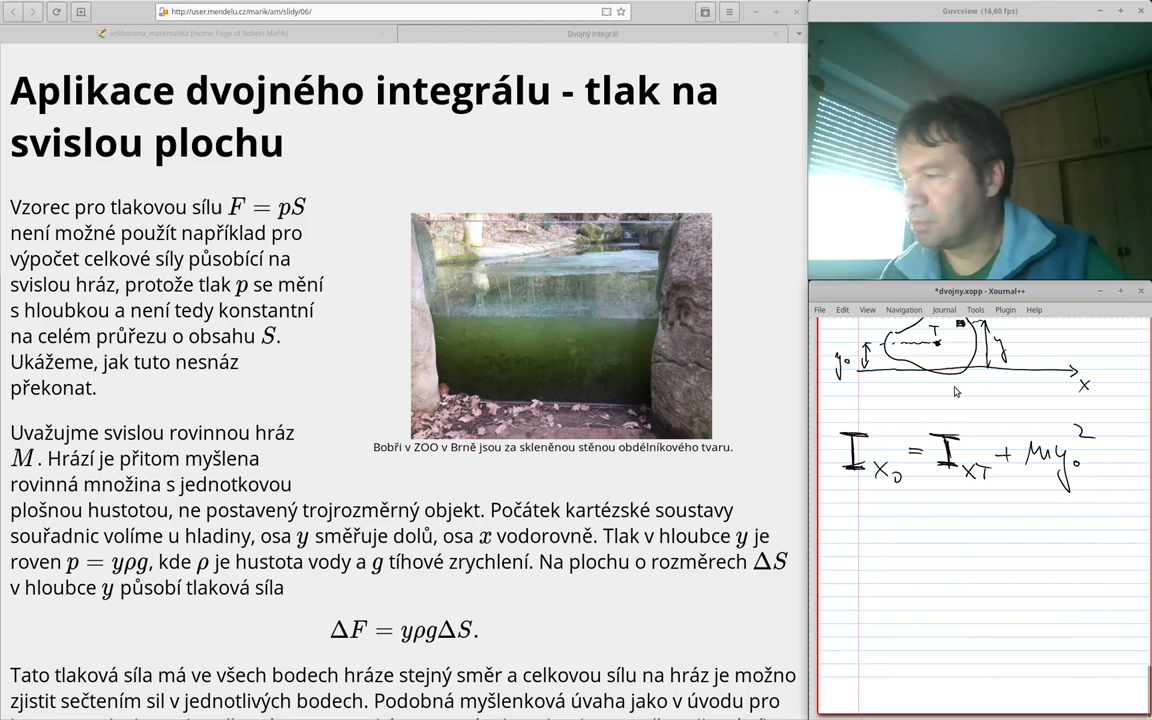 http://user.mendelu.cz/marik/am/slidy/06/
aplikovana_matematika [Home Page of Robert Mařík]
Dvojný integrál
Aplikace dvojného integrálu - tlak na
svislou plochu
Vzorec pro tlakovou sílu F = pS
není možné použít například pro
výpočet celkové síly působící na
svislou hráz, protože tlak p se mění
s hloubkou a není tedy konstantní
na celém průřezu o obsahu S.
Ukážeme, jak tuto nesnáz
překonat.
Bobři v ZOO v Brně jsou za skleněnou stěnou obdélníkového tvaru.
Uvažujme svislou rovinnou hráz
M. Hrází je přitom myšlena
rovinná množina s jednotkovou
plošnou hustotou, ne postavený trojrozměrný objekt. Počátek kartézské soustavy
souřadnic volíme u hladiny, osa y směřuje dolů, osa x vodorovně. Tlak v hloubce y je
roven p = yρg, kde ρ je hustota vody a g tíhové zrychlení. Na plochu o rozměrech ΔS
v hloubce y působí tlaková síla
ΔF = yρgΔS.
Tato tlaková síla má ve všech bodech hráze stejný směr a celkovou sílu na hráz je možno
zjistit sečtením sil v jednotlivých bodech. Podobná myšlenková úvaha jako v úvodu pro
Guvcview (16,60 fps)
*dvojny.xopp - Xournal++
File Edit View Navigation Journal Tools Plugin Help
T
y₀
y
x
I_x₀ = I_xT + my₀²